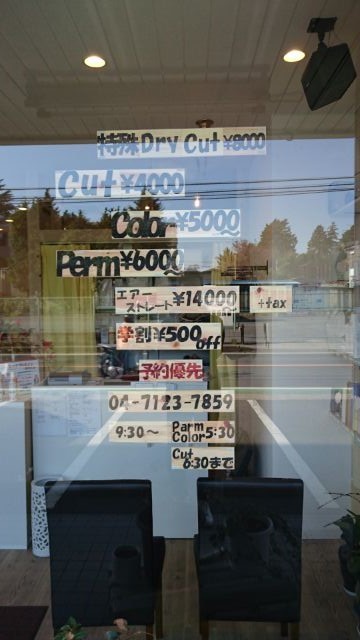 特殊Dry Cut ¥8000
Cut ¥4000
Color ¥5000
Perm ¥6000
エアー
ストレート ¥14000 +tax
学割¥500 off
予約優先
04-7123-7859
9:30〜 Parm
Color 5:30
Cut
6:30まで